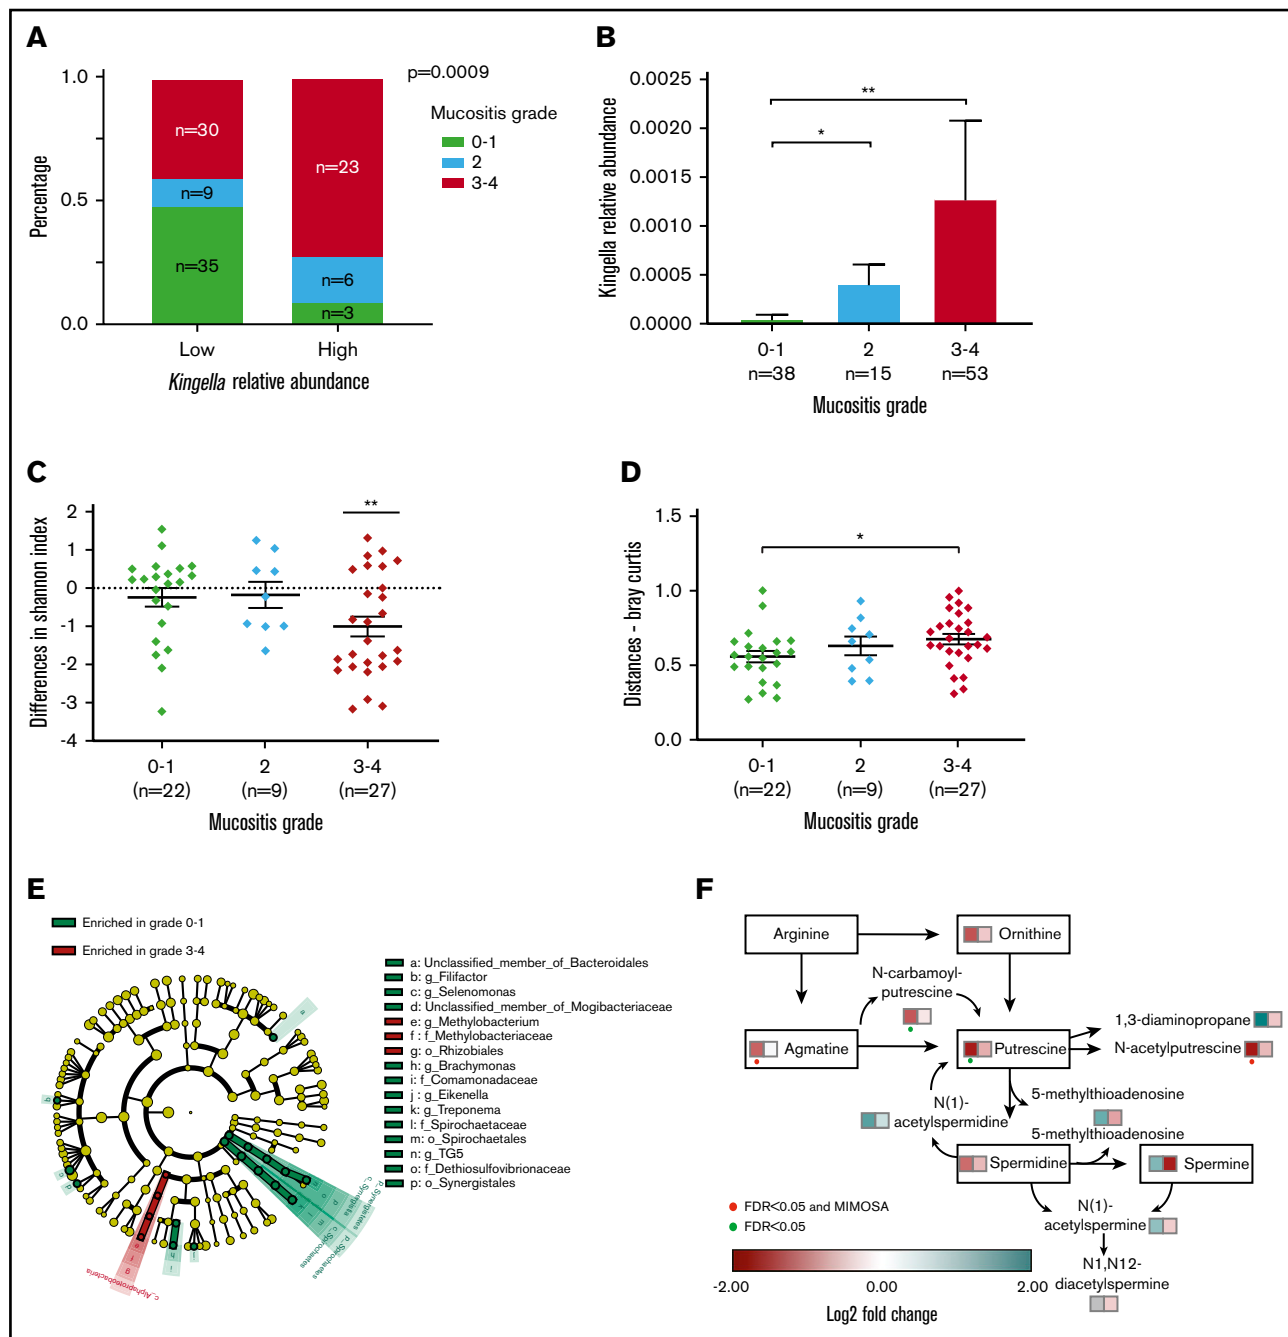 A
1.0
0.5
0.0
Percentage
n=30
n=9
n=35
n=23
n=6
n=3
Low
High
Kingella relative abundance
p=0.0009
Mucositis grade
0-1
2
3-4
B
0.0025
0.0020
0.0015
0.0010
0.0005
0.0000
Kingella relative abundance
*
**
0-1
n=38
2
n=15
3-4
n=53
Mucositis grade
C
2
1
0
-1
-2
-3
-4
Differences in shannon index
**
0-1
(n=22)
2
(n=9)
3-4
(n=27)
Mucositis grade
D
1.5
1.0
0.5
0.0
Distances - bray curtis
*
0-1
(n=22)
2
(n=9)
3-4
(n=27)
Mucositis grade
E
Enriched in grade 0-1
Enriched in grade 3-4
a: Unclassified_member_of_Bacteroidales
b: g_Filifactor
c: g_Selenomonas
d: Unclassified_member_of_Mogibacteriaceae
e: g_Methylobacterium
f: f_Methylobacteriaceae
g: o_Rhizobiales
h: g_Brachymonas
i: f_Comamonadaceae
j: g_Eikenella
k: g_Treponema
l: f_Spirochaetaceae
m: o_Spirochaetales
n: g_TG5
o: f_Dethiosulfovibrionaceae
p: o_Synergistales
p_Synergistetes
c_Synergistia
p_Spirochaetes
c_Spirochaetes
c_Alphaproteobacteria
F
Arginine
Ornithine
N-carbamoyl-
putrescine
Agmatine
Putrescine
1,3-diaminopropane
N-acetylputrescine
N(1)-
acetylspermidine
5-methylthioadenosine
5-methylthioadenosine
Spermidine
Spermine
N(1)-
acetylspermine
N1,N12-
diacetylspermine
FDR<0.05 and MIMOSA
FDR<0.05
-2.00
0.00
2.00
Log2 fold change